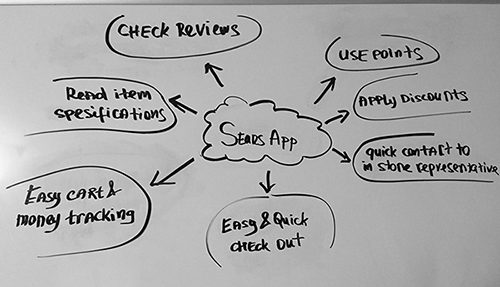 CHECK REVIEWS
USE POINTS
Read item
spesifications
APPLY DISCOUNTS
SEARS APP
quick contact to
in store representative
Easy cart &
money tracking
Easy & Quick
CHECK OUT